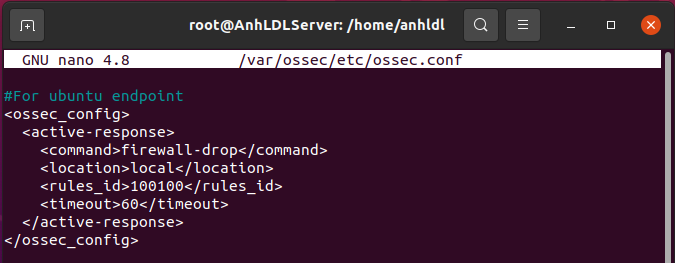 root@AnhLDLServer: /home/anhldl
GNU nano 4.8 /var/ossec/etc/ossec.conf
#For ubuntu endpoint
<ossec_config>
<active-response>
<command>firewall-drop</command>
<location>local</location>
<rules_id>100100</rules_id>
<timeout>60</timeout>
</active-response>
</ossec_config>